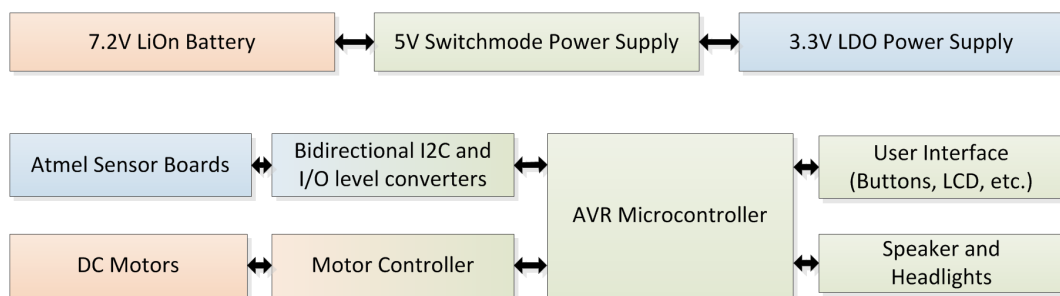 7.2V LiOn Battery
5V Switchmode Power Supply
3.3V LDO Power Supply
Atmel Sensor Boards
Bidirectional I2C and
I/O level converters
AVR Microcontroller
User Interface
(Buttons, LCD, etc.)
DC Motors
Motor Controller
Speaker and
Headlights